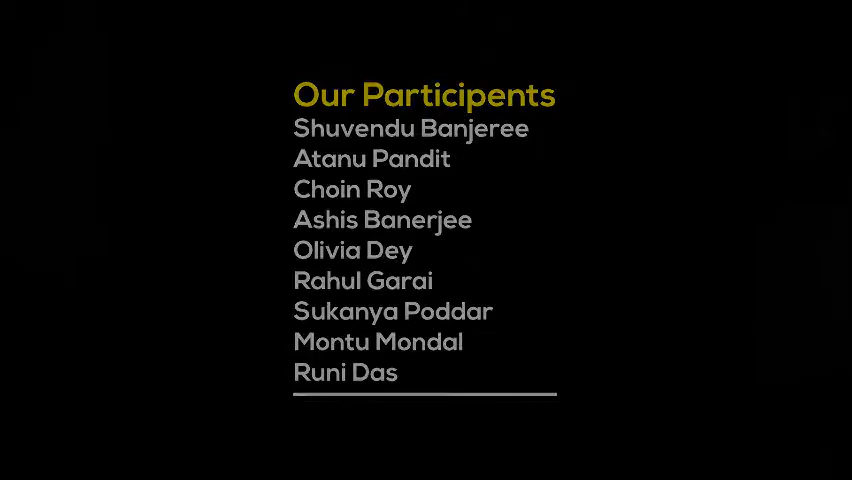 Our Participents
Shuvendu Banjeree
Atanu Pandit
Choin Roy
Ashis Banerjee
Olivia Dey
Rahul Garai
Sukanya Poddar
Montu Mondal
Runi Das